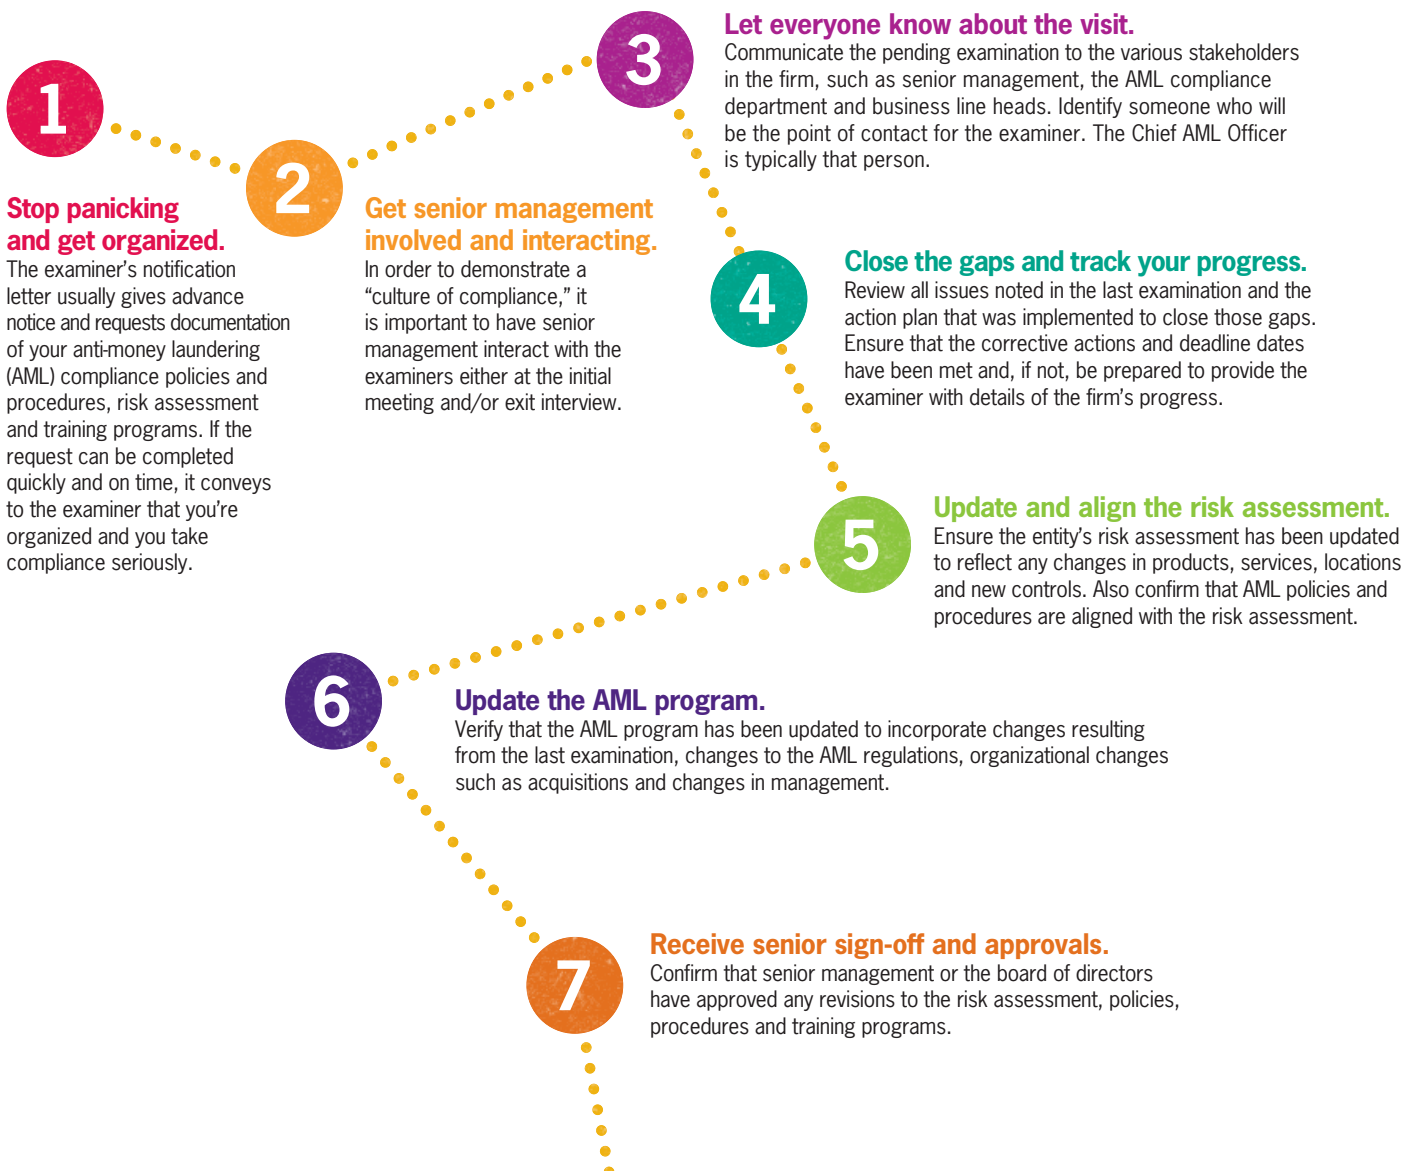 1
Stop panicking
and get organized.
The examiner's notification
letter usually gives advance
notice and requests documentation
of your anti-money laundering
(AML) compliance policies and
procedures, risk assessment
and training programs. If the
request can be completed
quickly and on time, it conveys
to the examiner that you're
organized and you take
compliance seriously.
2
Get senior management
involved and interacting.
In order to demonstrate a
“culture of compliance,” it
is important to have senior
management interact with the
examiners either at the initial
meeting and/or exit interview.
3
Let everyone know about the visit.
Communicate the pending examination to the various stakeholders
in the firm, such as senior management, the AML compliance
department and business line heads. Identify someone who will
be the point of contact for the examiner. The Chief AML Officer
is typically that person.
4
Close the gaps and track your progress.
Review all issues noted in the last examination and the
action plan that was implemented to close those gaps.
Ensure that the corrective actions and deadline dates
have been met and, if not, be prepared to provide the
examiner with details of the firm's progress.
5
Update and align the risk assessment.
Ensure the entity's risk assessment has been updated
to reflect any changes in products, services, locations
and new controls. Also confirm that AML policies and
procedures are aligned with the risk assessment.
6
Update the AML program.
Verify that the AML program has been updated to incorporate changes resulting
from the last examination, changes to the AML regulations, organizational changes
such as acquisitions and changes in management.
7
Receive senior sign-off and approvals.
Confirm that senior management or the board of directors
have approved any revisions to the risk assessment, policies,
procedures and training programs.